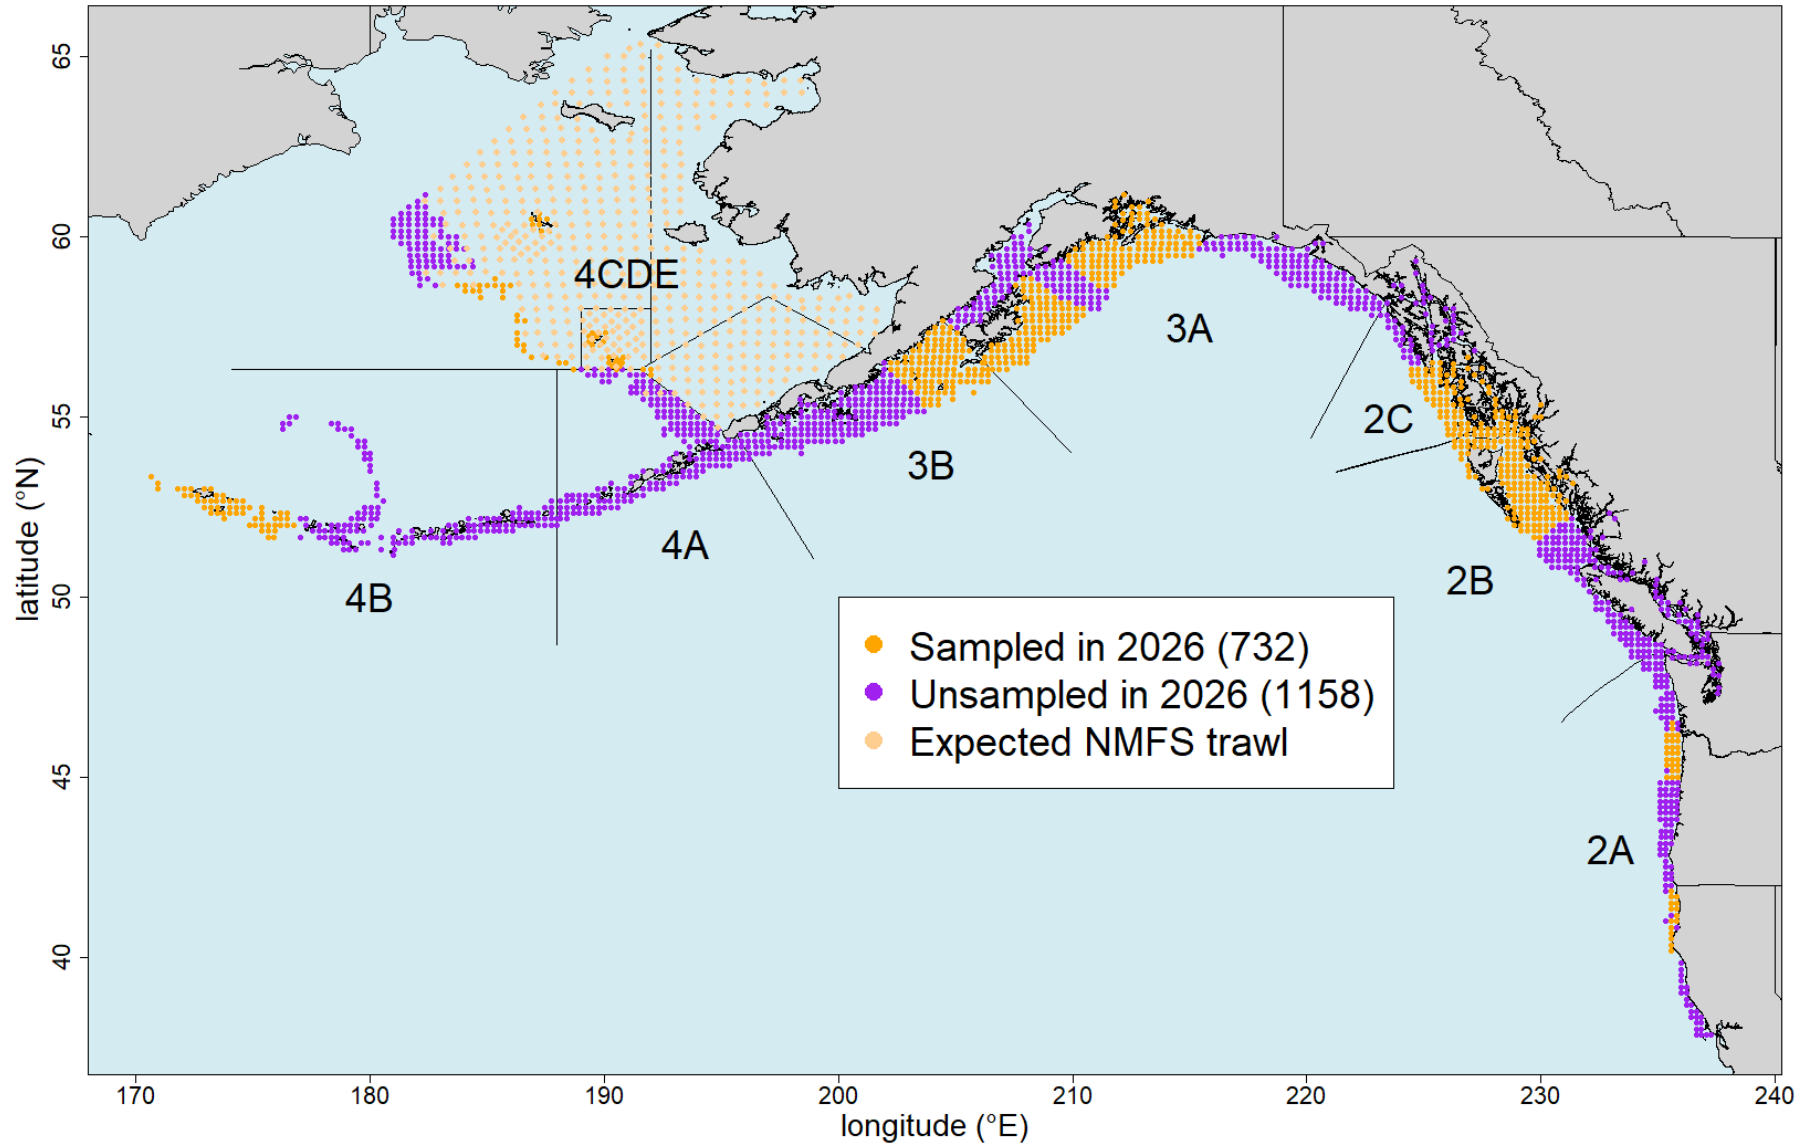 65
60
55
50
45
40
latitude (°N)
4CDE
3A
2C
3B
4A
2B
4B
Sampled in 2026 (732)
Unsampled in 2026 (1158)
Expected NMFS trawl
2A
170
180
190
200
210
220
230
240
longitude (°E)